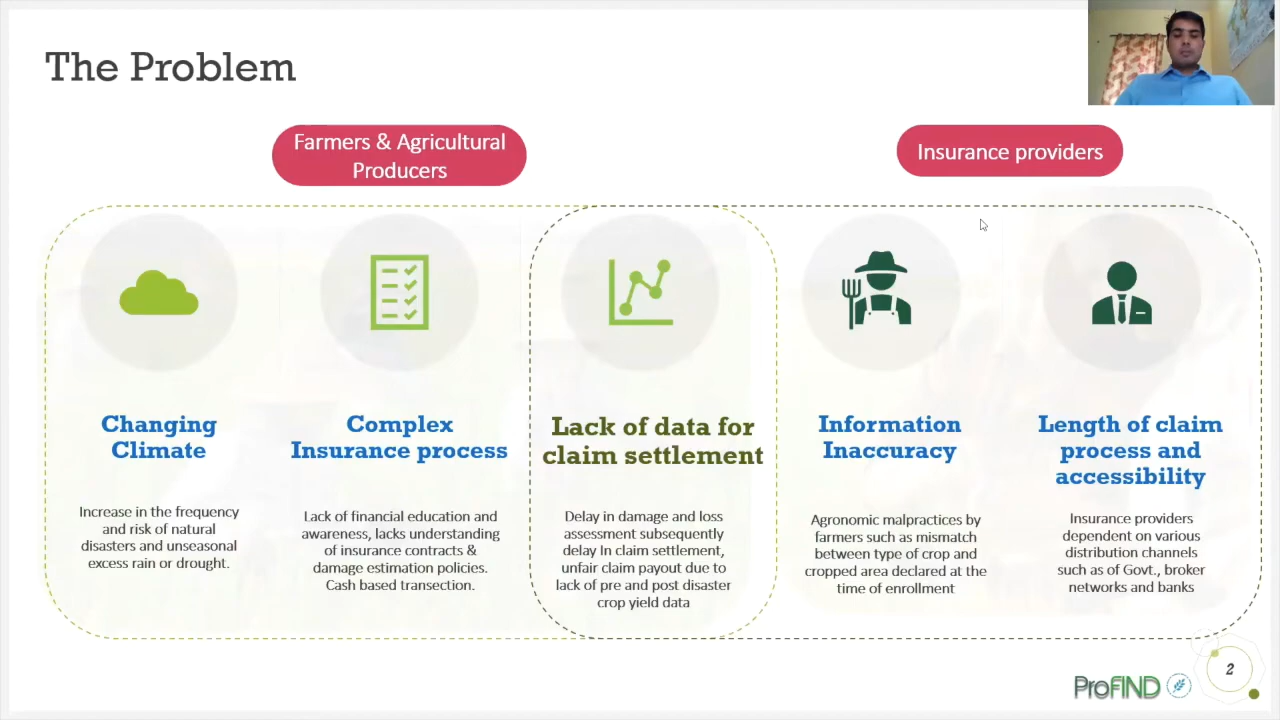 The Problem
Farmers & Agricultural
Producers
Insurance providers
Changing
Climate
Increase in the frequency
and risk of natural
disasters and unseasonal
excess rain or drought.
Complex
Insurance process
Lack of financial education and
awareness, lacks understanding
of insurance contracts &
damage estimation policies.
Cash based transection.
Lack of data for
claim settlement
Delay in damage and loss
assessment subsequently
delay In claim settlement,
unfair claim payout due to
lack of pre and post disaster
crop yield data
Information
Inaccuracy
Agronomic malpractices by
farmers such as mismatch
between type of crop and
cropped area declared at the
time of enrollment
Length of claim
process and
accessibility
Insurance providers
dependent on various
distribution channels
such as of Govt., broker
networks and banks
ProFIND
2